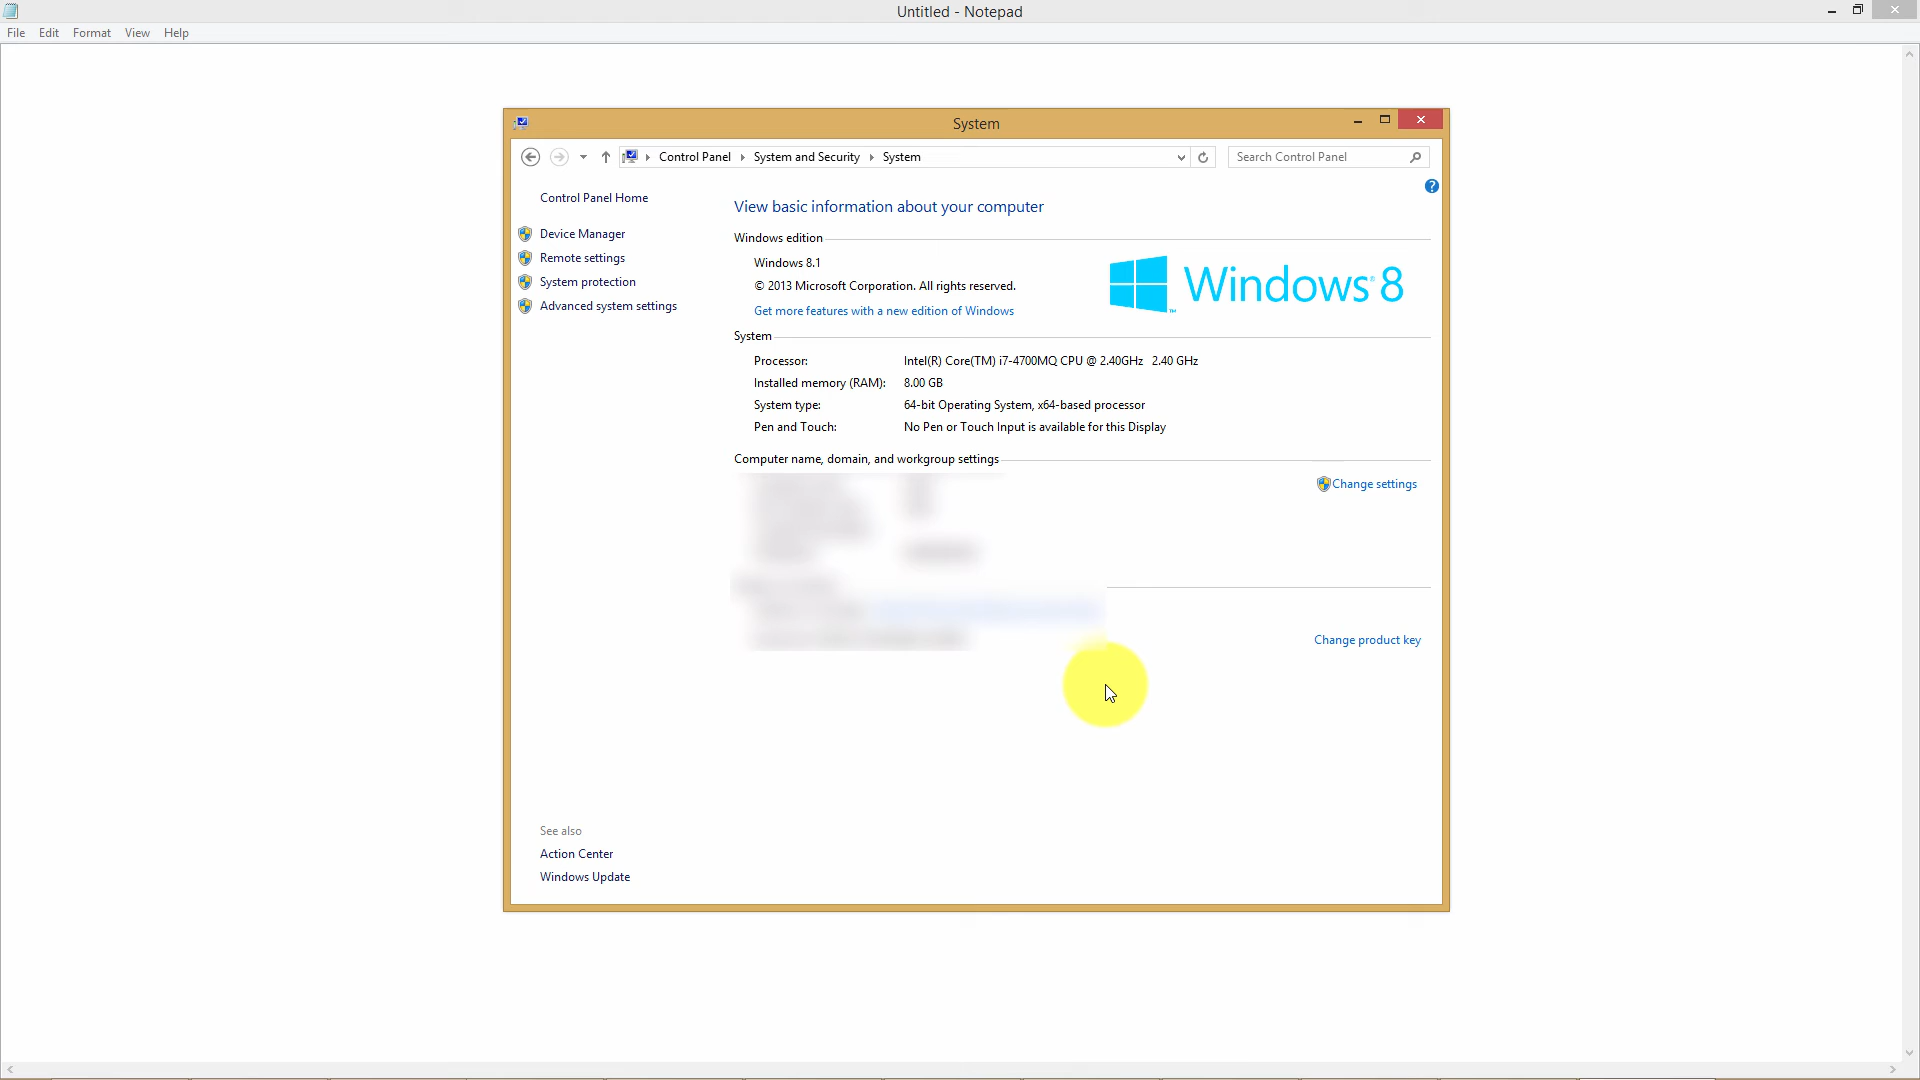 Untitled - Notepad
File Edit Format View Help
System
Control Panel System and Security System
Search Control Panel
Control Panel Home
Device Manager
Remote settings
System protection
Advanced system settings
View basic information about your computer
Windows edition
Windows 8.1
© 2013 Microsoft Corporation. All rights reserved.
Get more features with a new edition of Windows
Windows® 8
™
System
Processor: Intel(R) Core(TM) i7-4700MQ CPU @ 2.40GHz 2.40 GHz
Installed memory (RAM): 8.00 GB
System type: 64-bit Operating System, x64-based processor
Pen and Touch: No Pen or Touch Input is available for this Display
Computer name, domain, and workgroup settings
Change settings
Change product key
See also
Action Center
Windows Update